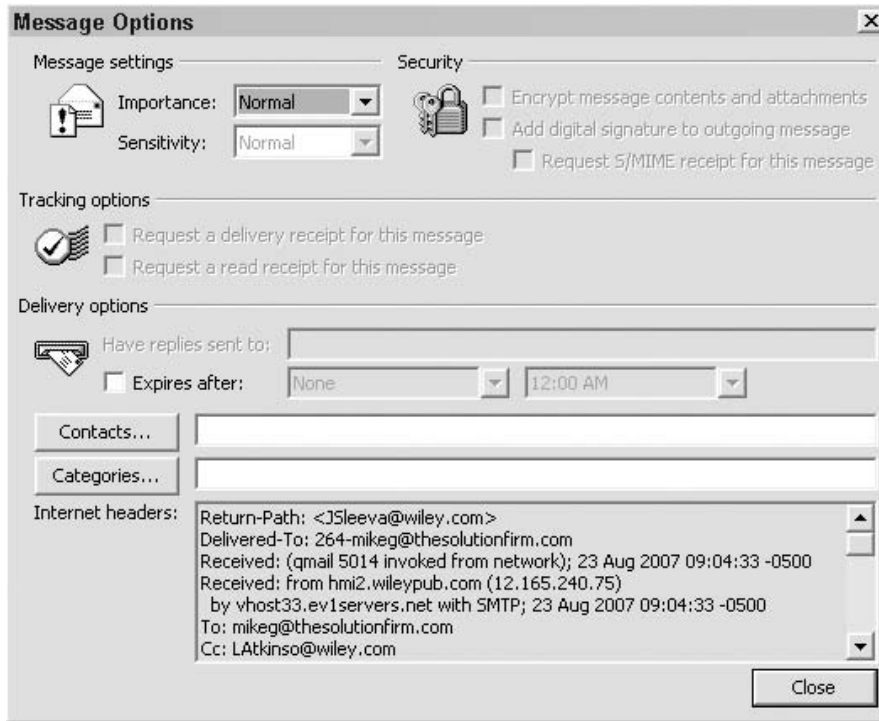 Message Options
Message settings
Security
Importance: Normal
Sensitivity: Normal
Encrypt message contents and attachments
Add digital signature to outgoing message
Request S/MIME receipt for this message
Tracking options
Request a delivery receipt for this message
Request a read receipt for this message
Delivery options
Have replies sent to:
Expires after: None 12:00 AM
Contacts...
Categories...
Internet headers:
Return-Path: <JSleeva@wiley.com>
Delivered-To: 264-mikeg@thesolutionfirm.com
Received: (qmail 5014 invoked from network); 23 Aug 2007 09:04:33 -0500
Received: from hmi2.wileypub.com (12.165.240.75)
by vhost33.ev1servers.net with SMTP; 23 Aug 2007 09:04:33 -0500
To: mikeg@thesolutionfirm.com
Cc: LAtkinso@wiley.com
Close